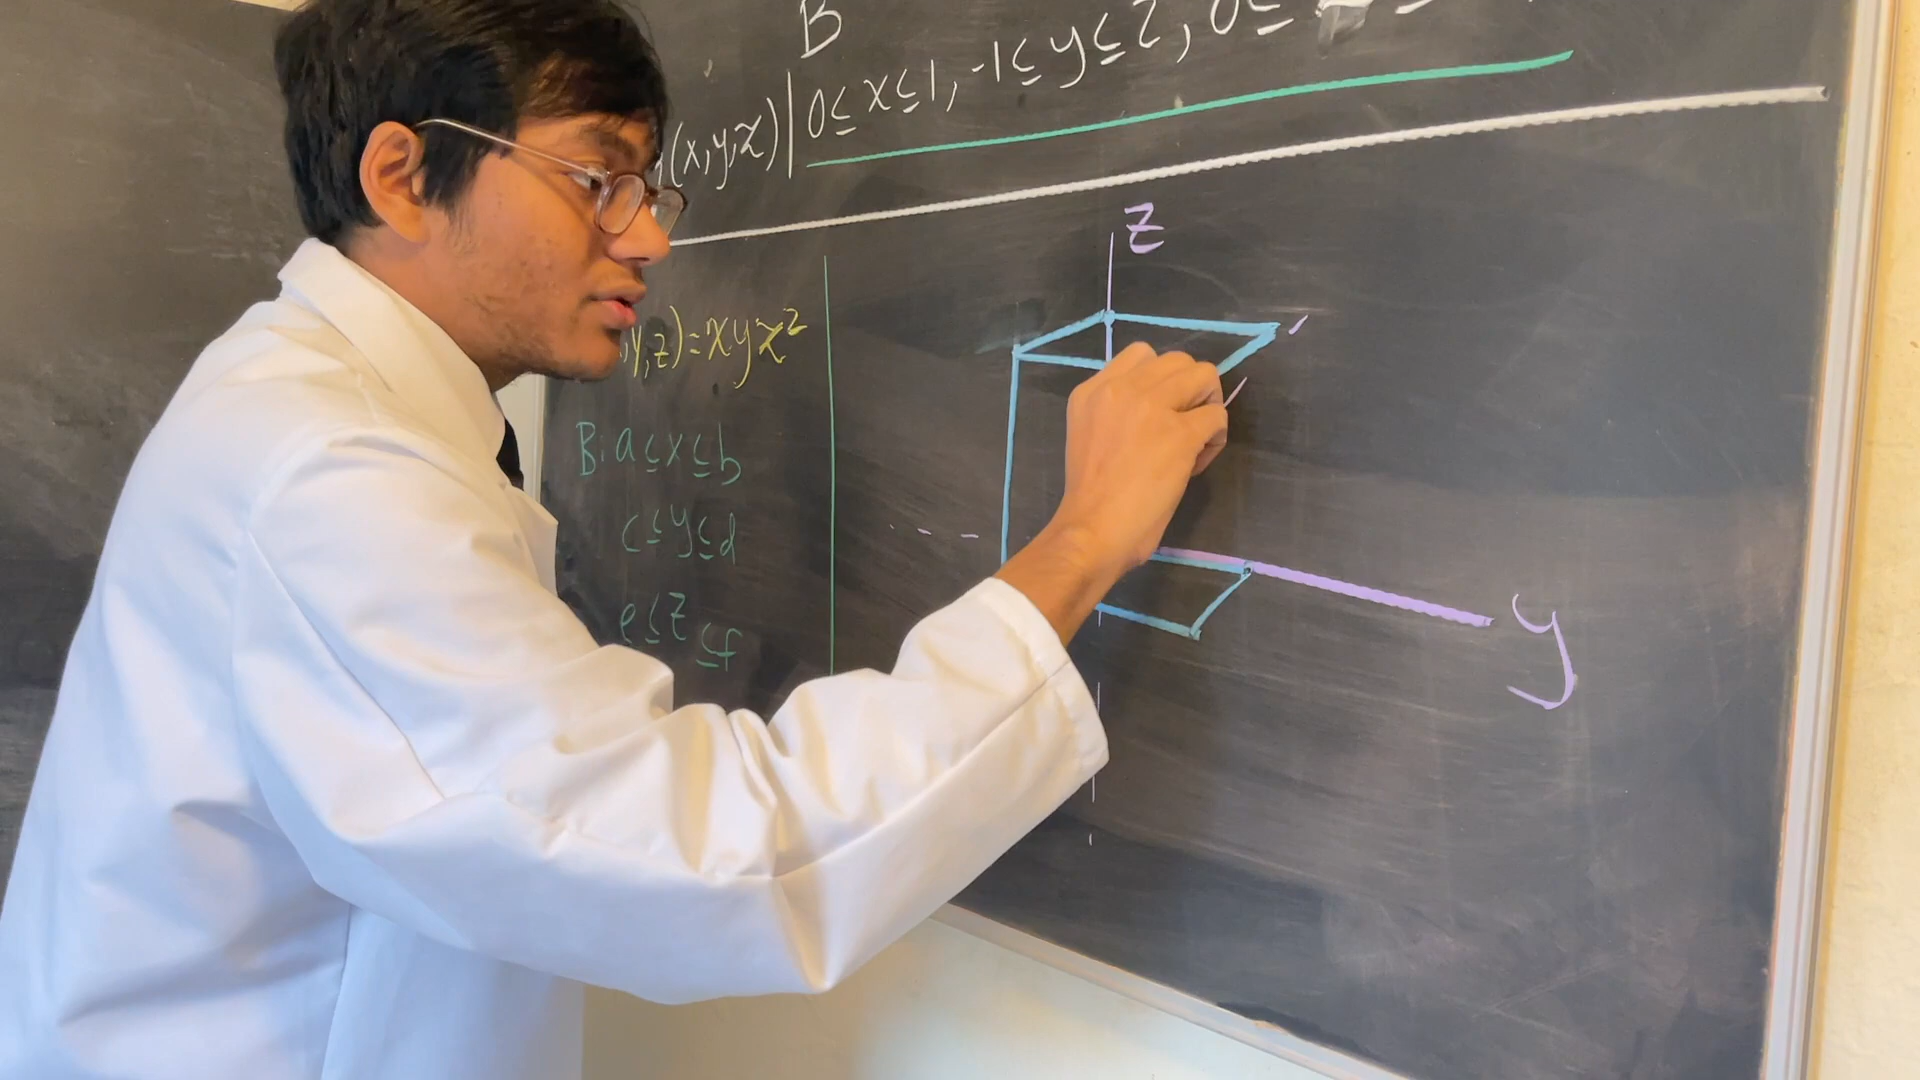 B
(x,y,z)|0≤x≤1, -1≤y≤2, 0≤
z
,y,z)=xyz²
B: a≤x≤b
c≤y≤d
e≤z≤f
y